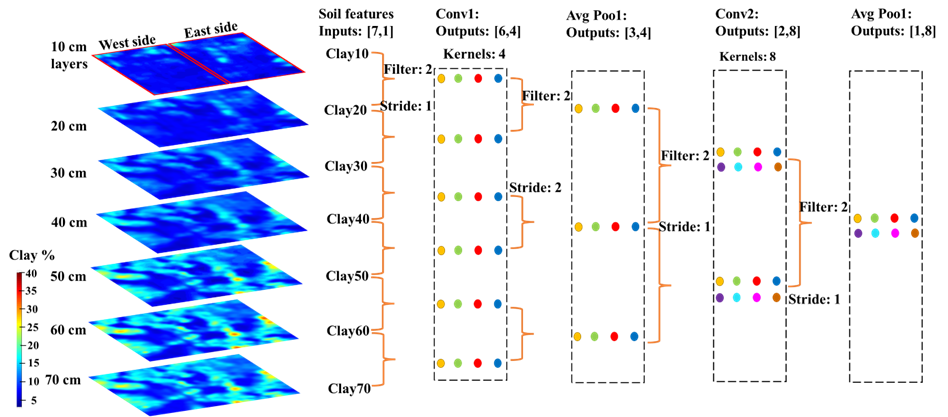 West side
East side
10 cm
layers
20 cm
30 cm
40 cm
50 cm
60 cm
70 cm
Clay %
40
35
30
25
20
15
10
5
Soil features
Inputs: [7,1]
Clay10
Clay20
Clay30
Clay40
Clay50
Clay60
Clay70
Filter: 2
Stride: 1
Conv1:
Outputs: [6,4]
Kernels: 4
Filter: 2
Stride: 2
Avg Poo1:
Outputs: [3,4]
Filter: 2
Stride: 1
Conv2:
Outputs: [2,8]
Kernels: 8
Filter: 2
Stride: 1
Avg Poo1:
Outputs: [1,8]